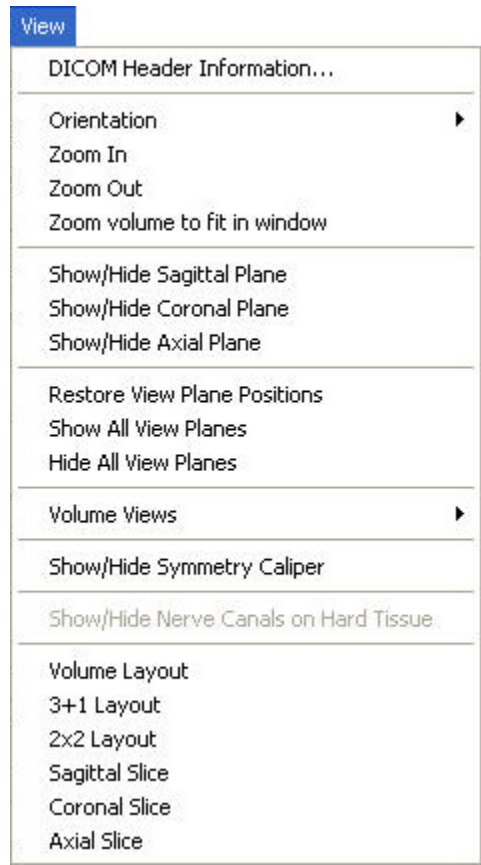 View
DICOM Header Information...
Orientation
Zoom In
Zoom Out
Zoom volume to fit in window
Show/Hide Sagittal Plane
Show/Hide Coronal Plane
Show/Hide Axial Plane
Restore View Plane Positions
Show All View Planes
Hide All View Planes
Volume Views
Show/Hide Symmetry Caliper
Show/Hide Nerve Canals on Hard Tissue
Volume Layout
3+1 Layout
2x2 Layout
Sagittal Slice
Coronal Slice
Axial Slice